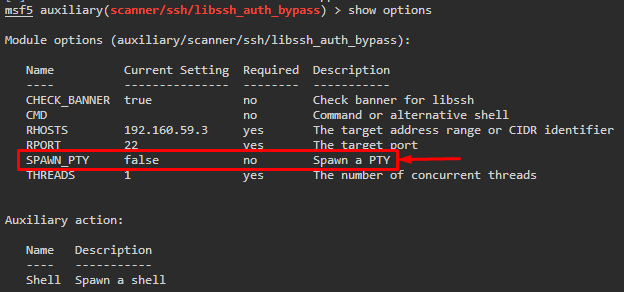 msf5 auxiliary(scanner/ssh/libssh_auth_bypass) > show options
Module options (auxiliary/scanner/ssh/libssh_auth_bypass):
Name Current Setting Required Description
---- --------------- -------- -----------
CHECK_BANNER true no Check banner for libssh
CMD no Command or alternative shell
RHOSTS 192.160.59.3 yes The target address range or CIDR identifier
RPORT 22 yes The target port
SPAWN_PTY false no Spawn a PTY
THREADS 1 yes The number of concurrent threads
Auxiliary action:
Name Description
---- -----------
Shell Spawn a shell